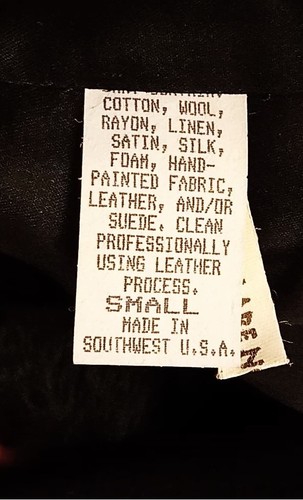 COTTON, WOOL,
RAYON, LINEN,
SATIN, SILK,
FOAM, HAND-
PAINTED FABRIC,
LEATHER, AND/OR
SUEDE. CLEAN
PROFESSIONALLY
USING LEATHER
PROCESS.
SMALL
MADE IN
SOUTHWEST U.S.A.